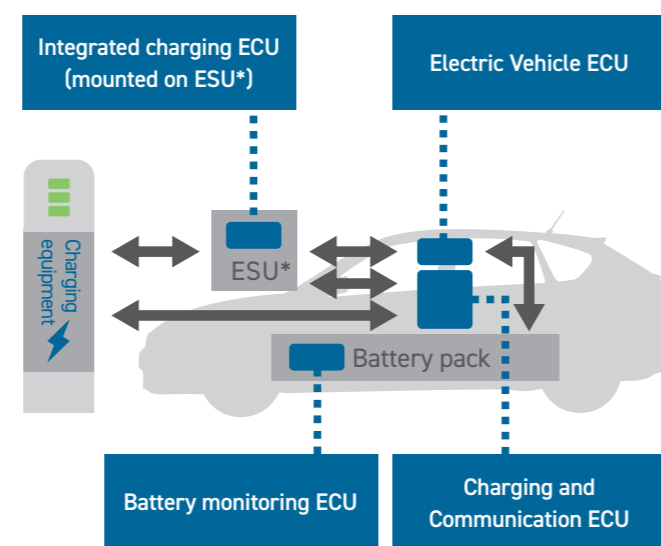 Integrated charging ECU
(mounted on ESU*)
Electric Vehicle ECU
Charging
equipment
ESU*
Battery pack
Battery monitoring ECU
Charging and
Communication ECU